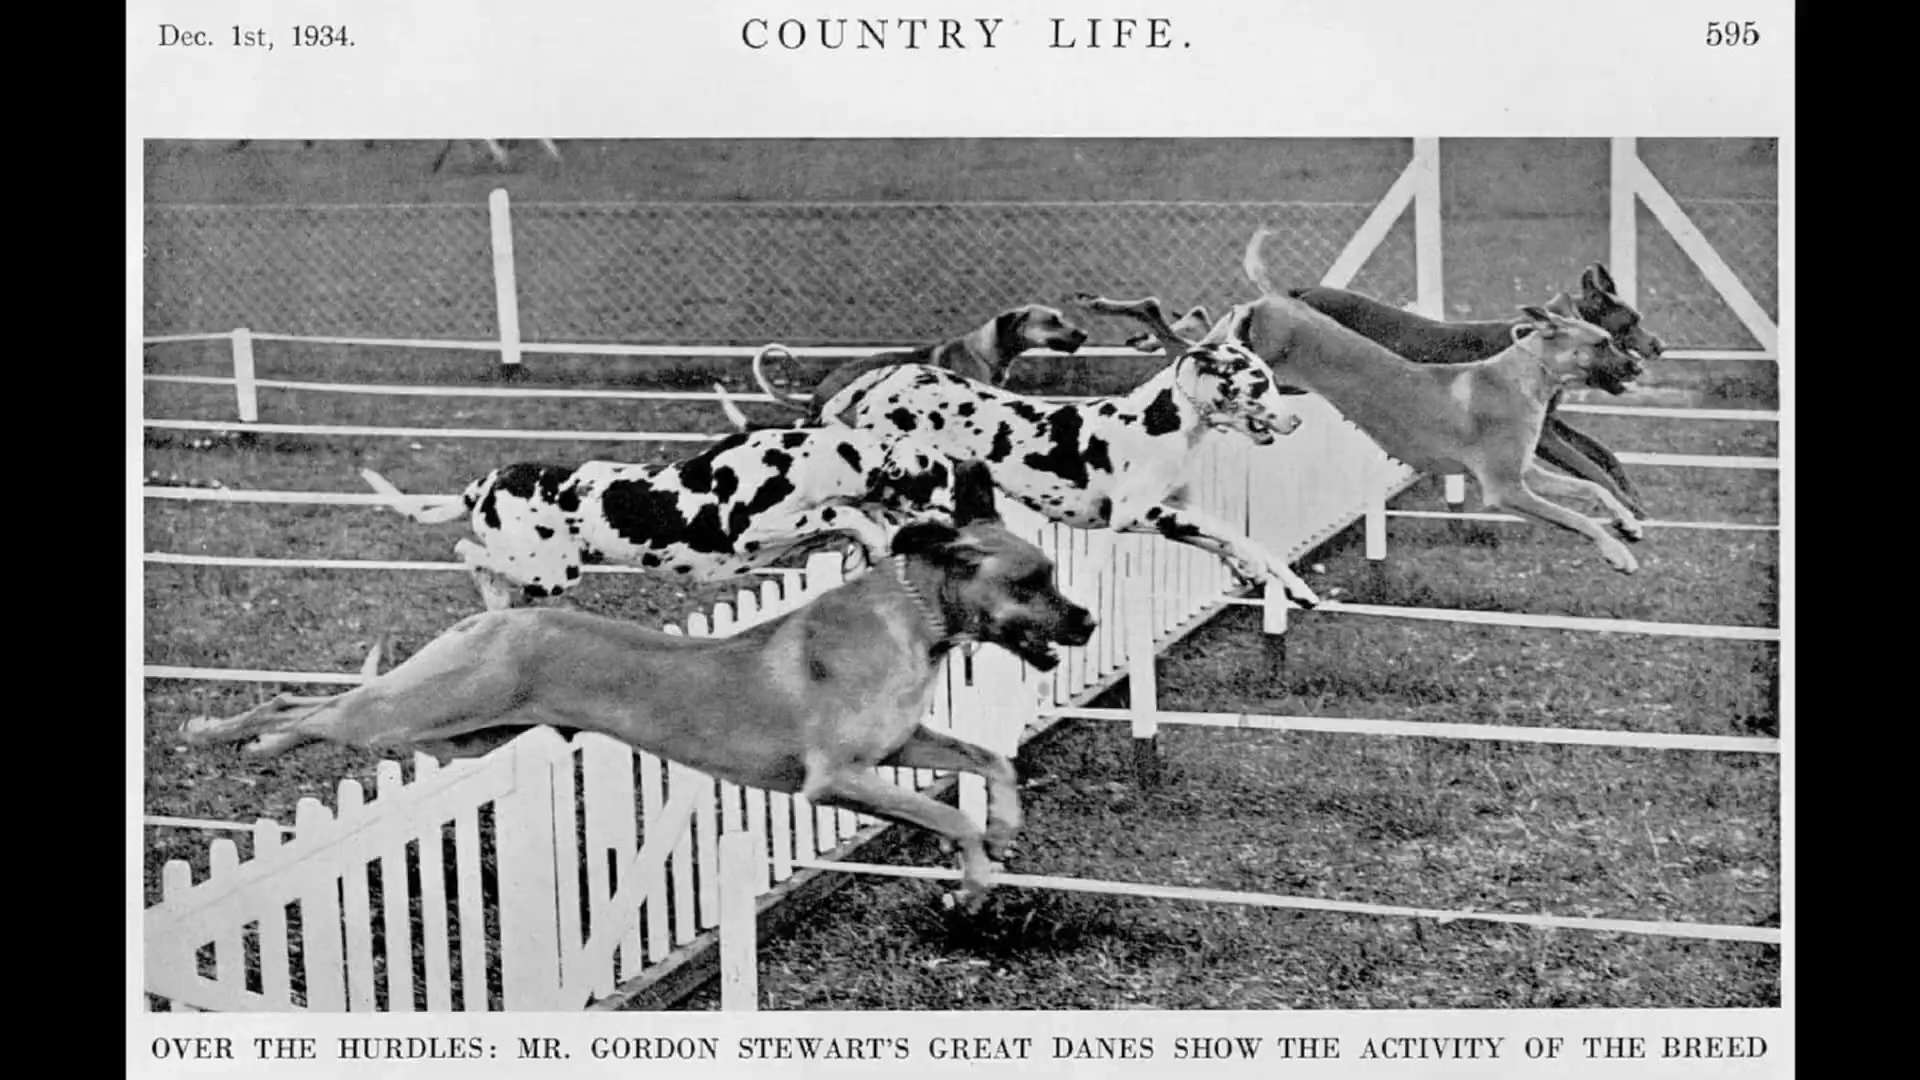 Dec. 1st, 1934. COUNTRY LIFE. 595
OVER THE HURDLES: MR. GORDON STEWART'S GREAT DANES SHOW THE ACTIVITY OF THE BREED